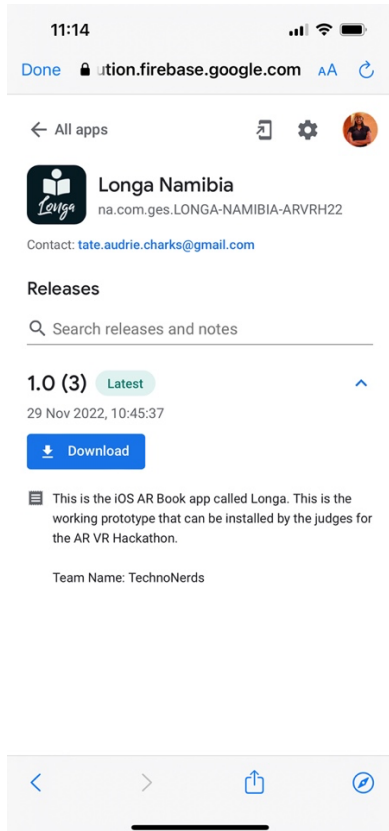 11:14
Done ution.firebase.google.com AA
All apps
Longa
Longa Namibia
na.com.ges.LONGA-NAMIBIA-ARVRH22
Contact: tate.audrie.charks@gmail.com
Releases
Search releases and notes
1.0 (3) Latest
29 Nov 2022, 10:45:37
Download
This is the iOS AR Book app called Longa. This is the
working prototype that can be installed by the judges for
the AR VR Hackathon.
Team Name: TechnoNerds